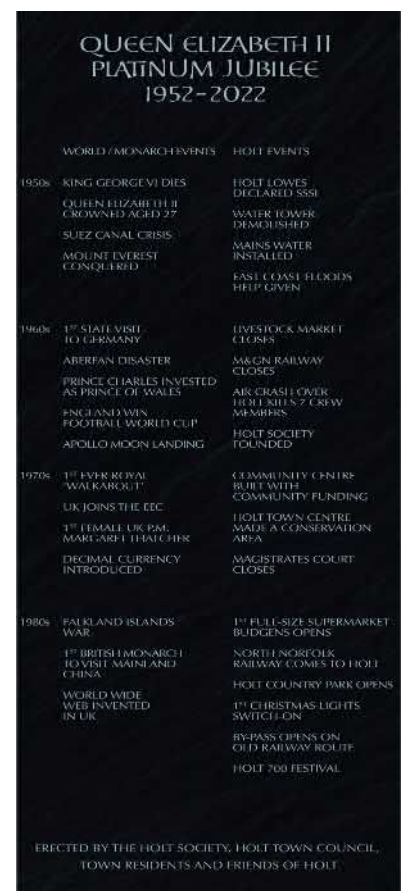 QUEEN ELIZABETH II
PLATINUM JUBILEE
1952-2022
WORLD / MONARCH EVENTS
HOLT EVENTS
1950s
KING GEORGE VI DIES
QUEEN ELIZABETH II
CROWNED AGED 27
SUEZ CANAL CRISIS
MOUNT EVEREST
CONQUERED
HOLT LOWES
DECLARED SSSI
WATER TOWER
DEMOLISHED
MAINS WATER
INSTALLED
EAST COAST FLOODS
HELP GIVEN
1960s
1ST STATE VISIT
TO GERMANY
ABERFAN DISASTER
PRINCE CHARLES INVESTED
AS PRINCE OF WALES
ENGLAND WIN
FOOTBALL WORLD CUP
APOLLO MOON LANDING
LIVESTOCK MARKET
CLOSES
M&GN RAILWAY
CLOSES
AIR CRASH OVER
HOLT KILLS 7 CREW
MEMBERS
HOLT SOCIETY
FOUNDED
1970s
1ST EVER ROYAL
'WALKABOUT'
UK JOINS THE EEC
1ST FEMALE UK P.M.
MARGARET THATCHER
DECIMAL CURRENCY
INTRODUCED
COMMUNITY CENTRE
BUILT WITH
COMMUNITY FUNDING
HOLT TOWN CENTRE
MADE A CONSERVATION
AREA
MAGISTRATES COURT
CLOSES
1980s
FALKLAND ISLANDS
WAR
1ST BRITISH MONARCH
TO VISIT MAINLAND
CHINA
WORLD WIDE
WEB INVENTED
IN UK
1ST FULL-SIZE SUPERMARKET
BUDGENS OPENS
NORTH NORFOLK
RAILWAY COMES TO HOLT
HOLT COUNTRY PARK OPENS
1ST CHRISTMAS LIGHTS
SWITCH-ON
BY-PASS OPENS ON
OLD RAILWAY ROUTE
HOLT 700 FESTIVAL
ERECTED BY THE HOLT SOCIETY, HOLT TOWN COUNCIL,
TOWN RESIDENTS AND FRIENDS OF HOLT